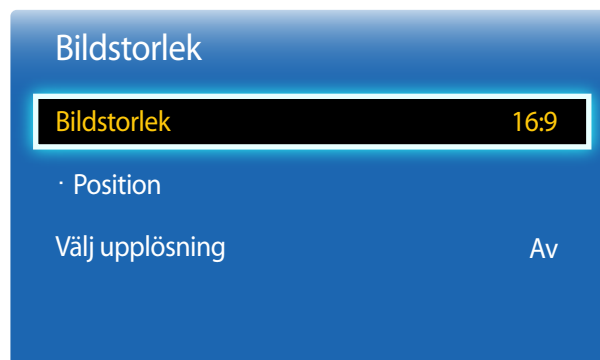 Bildstorlek
Bildstorlek 16:9
· Position
Välj upplösning Av